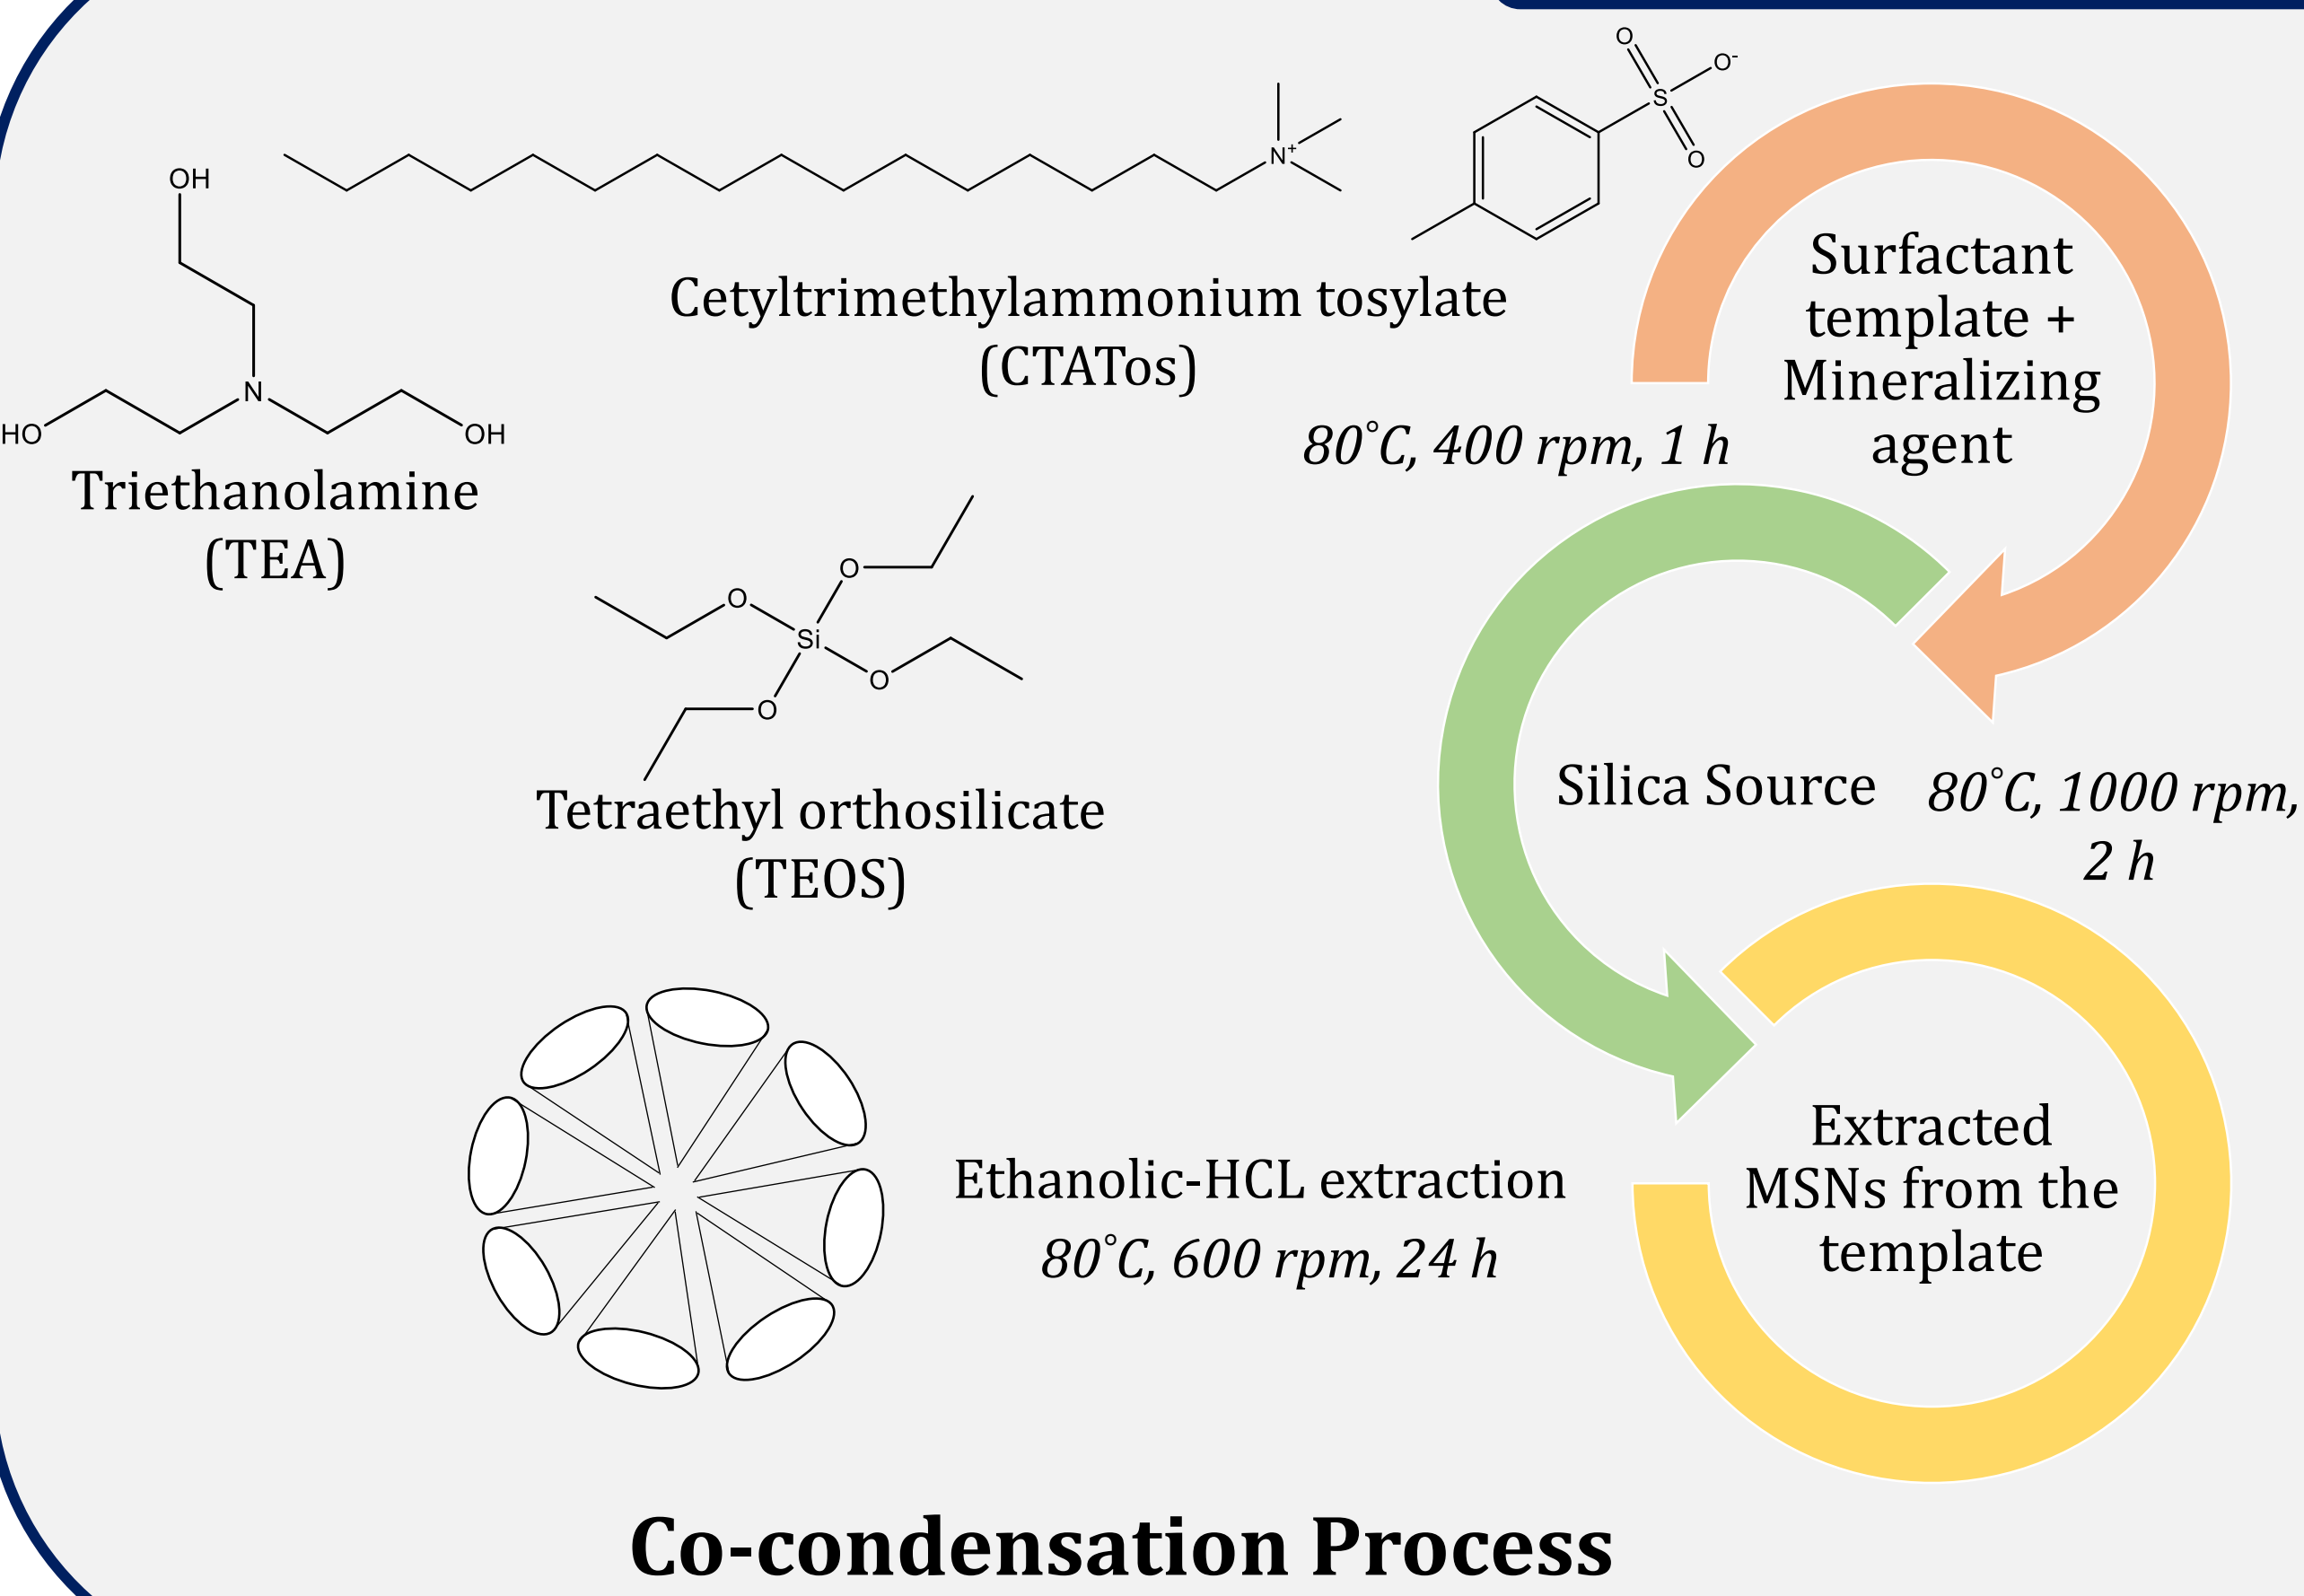 O
O⁻
S
O
N⁺
OH
N
HO
OH
Triethanolamine
(TEA)
Cetyltrimethylammonium tosylate
(CTATos)
Surfactant
template +
Mineralizing
agent
80°C, 400 rpm, 1 h
O
O
Si
O
O
Tetraethyl orthosilicate
(TEOS)
Silica Source
80°C, 1000 rpm,
2 h
Ethanolic-HCL extraction
80°C, 600 rpm, 24 h
Extracted
MSNs from the
template
Co-condensation Process